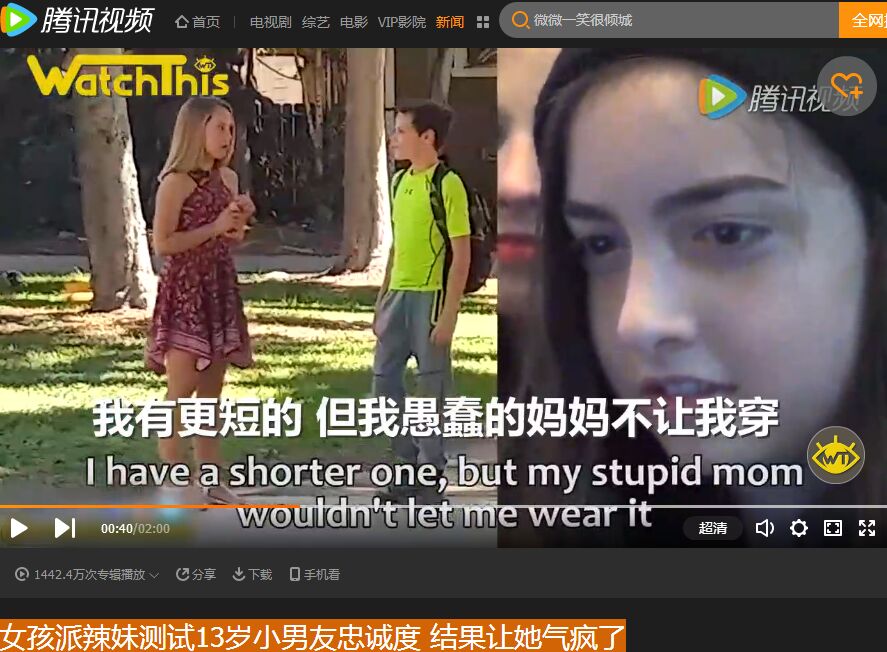 腾讯视频 首页 | 电视剧 综艺 电影 VIP影院 新闻 微微一笑很倾城 全网
WatchThis
WT
腾讯视频
我有更短的 但我愚蠢的妈妈不让我穿
WT
I have a shorter one, but my stupid mom
wouldn't let me wear it
00:40/02:00 超清
1442.4万次专辑播放 分享 下载 手机看
女孩派辣妹测试13岁小男友忠诚度 结果让她气疯了